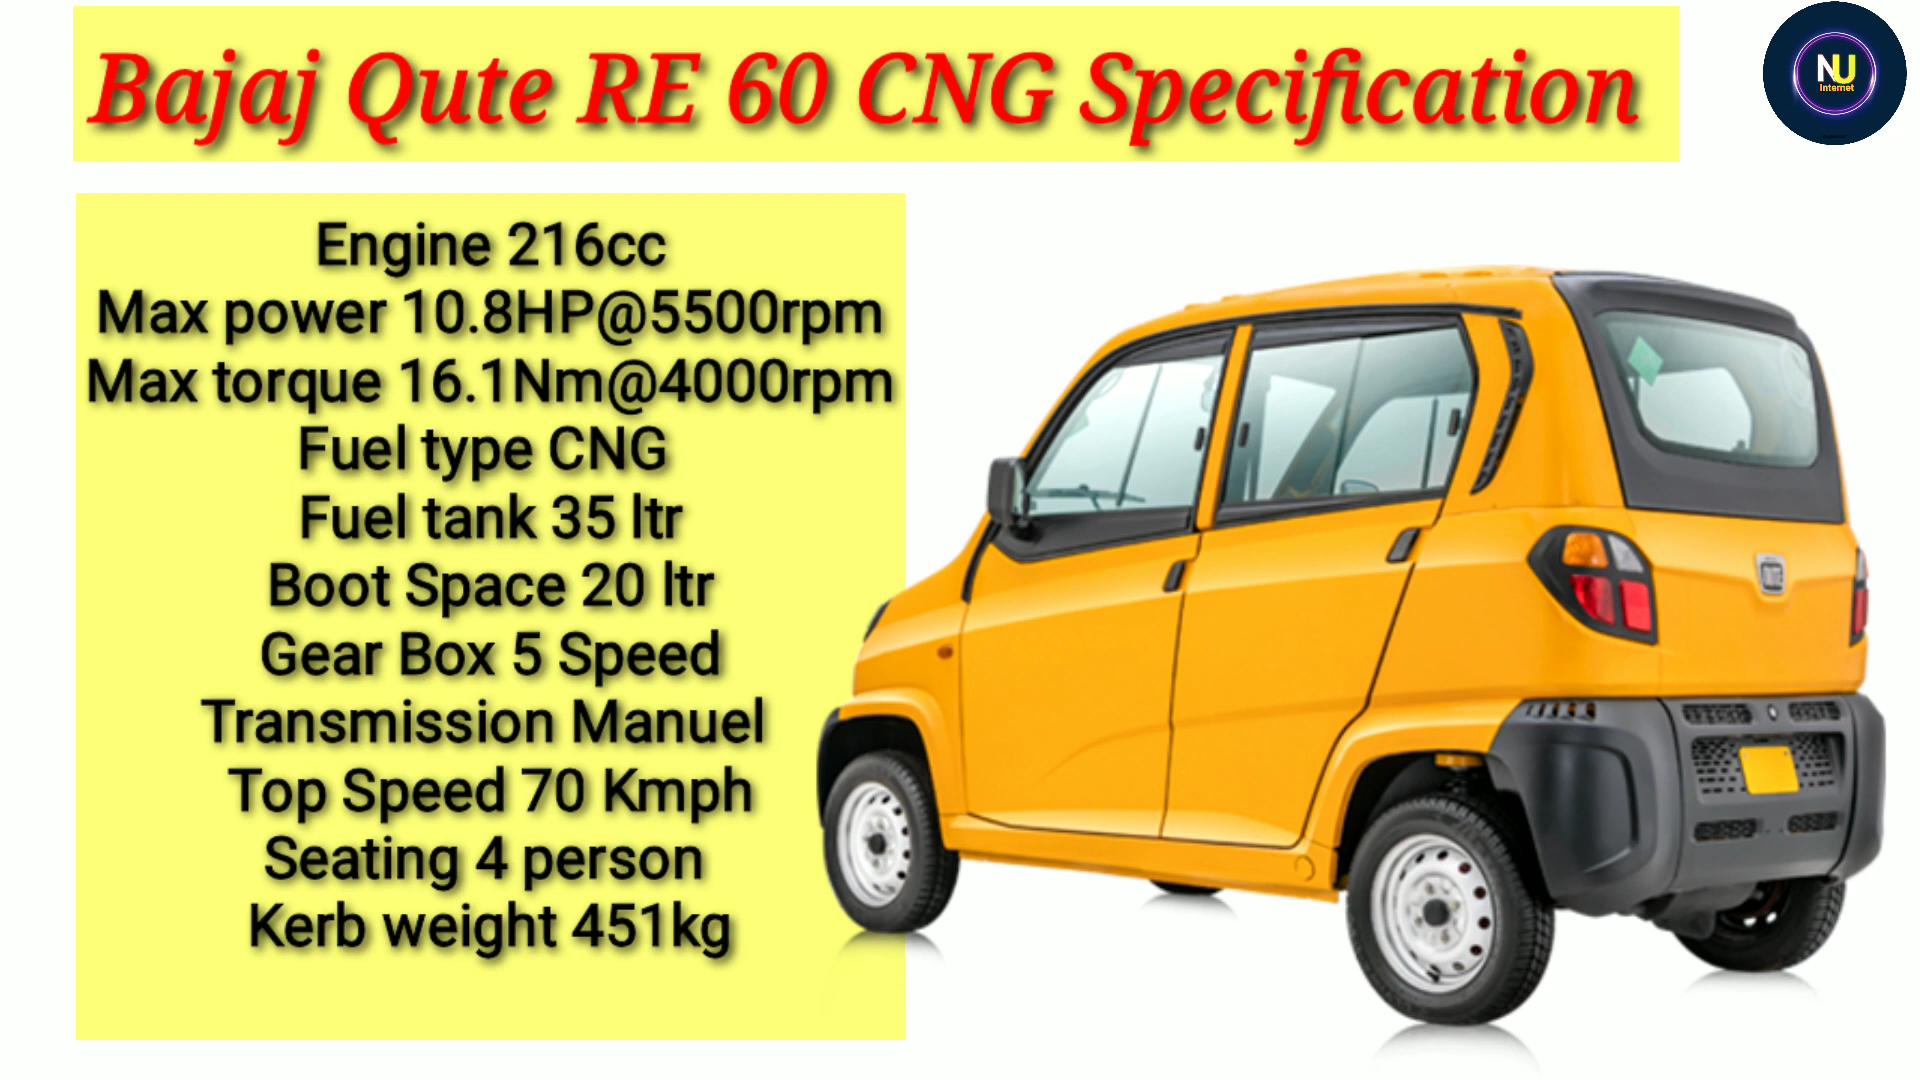 Bajaj Qute RE 60 CNG Specification
NU
Internet
Engine 216cc
Max power 10.8HP@5500rpm
Max torque 16.1Nm@4000rpm
Fuel type CNG
Fuel tank 35 ltr
Boot Space 20 ltr
Gear Box 5 Speed
Transmission Manuel
Top Speed 70 Kmph
Seating 4 person
Kerb weight 451kg